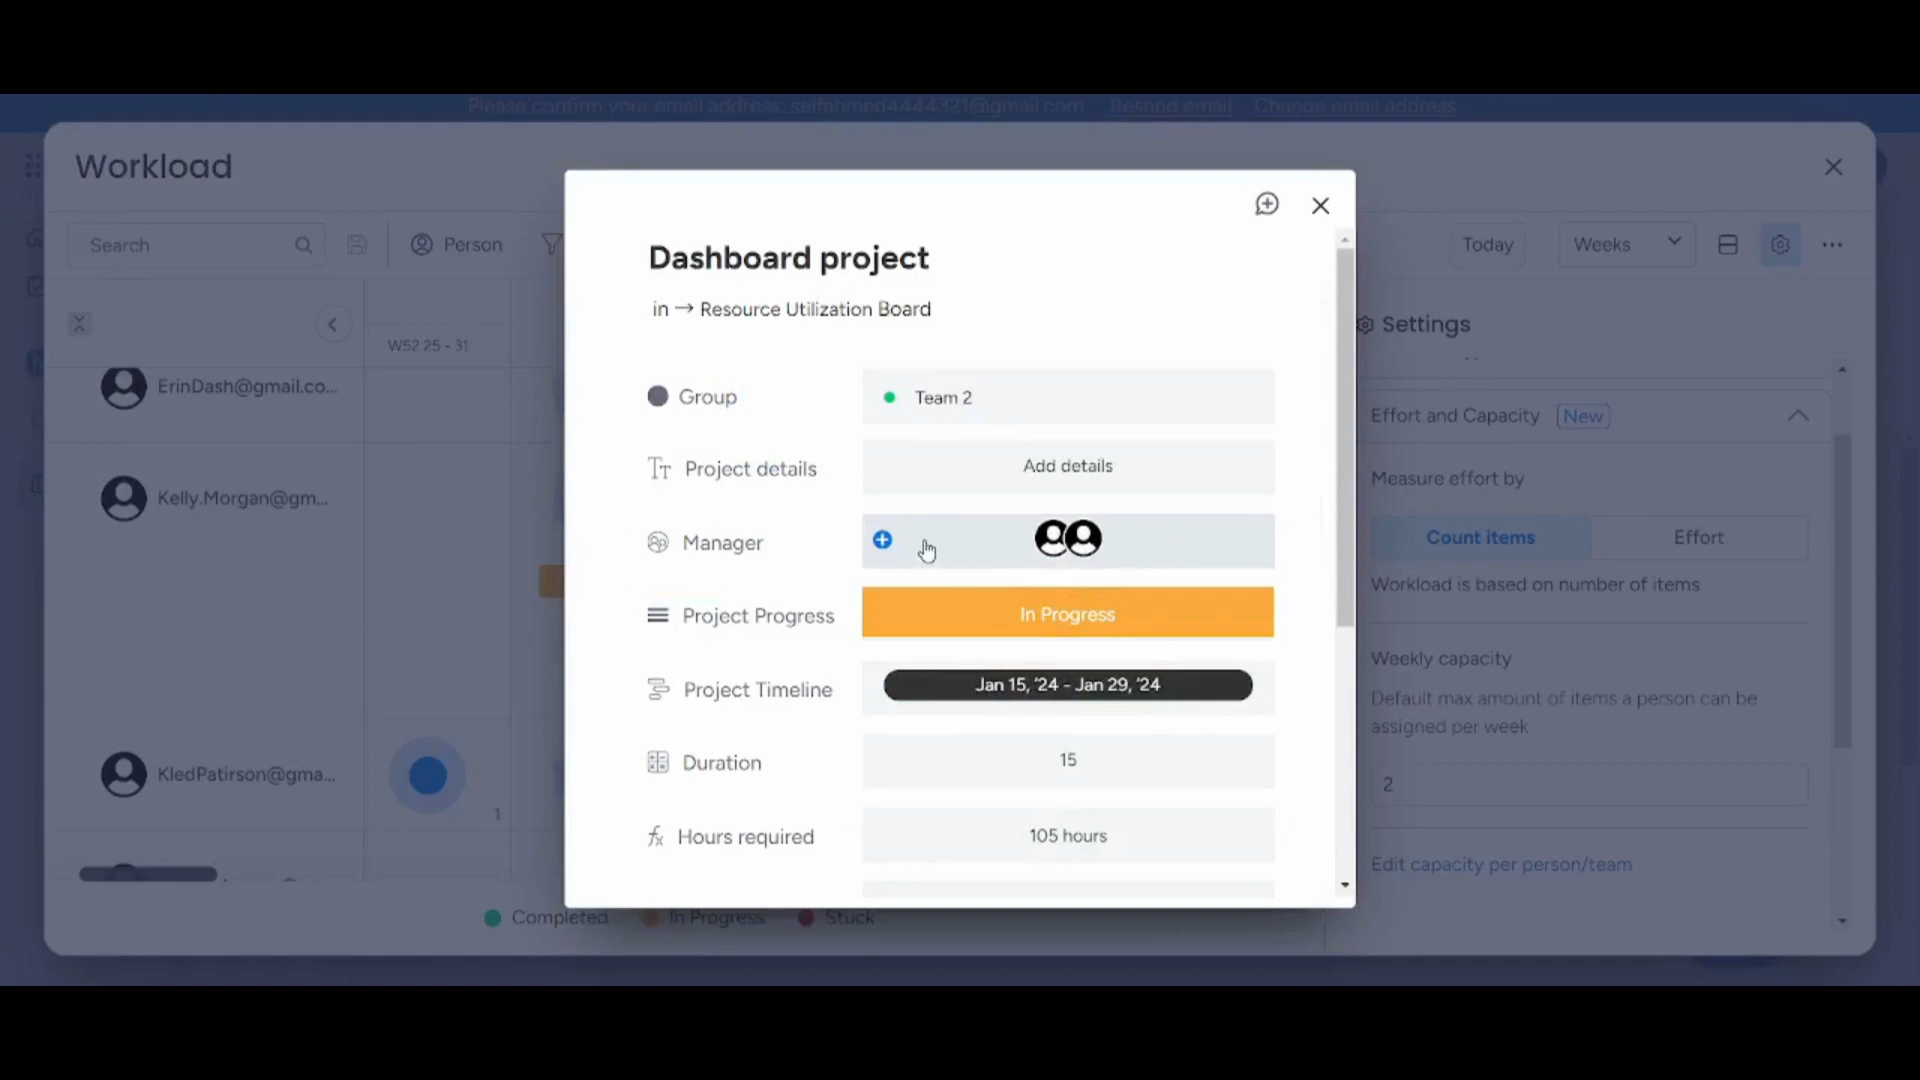 Please confirm your email address: seifahmed4444321@gmail.com Resend email Change email address
Workload
Search
Person
Today
Weeks
W52 25 - 31
ErinDash@gmail.co...
Kelly.Morgan@gm...
KledPatirson@gma...
1
Completed
In Progress
Stuck
Dashboard project
in → Resource Utilization Board
Group
Team 2
Project details
Add details
Manager
Project Progress
In Progress
Project Timeline
Jan 15, '24 - Jan 29, '24
Duration
15
Hours required
105 hours
Settings
Effort and Capacity New
Measure effort by
Count items
Effort
Workload is based on number of items
Weekly capacity
Default max amount of items a person can be
assigned per week
2
Edit capacity per person/team